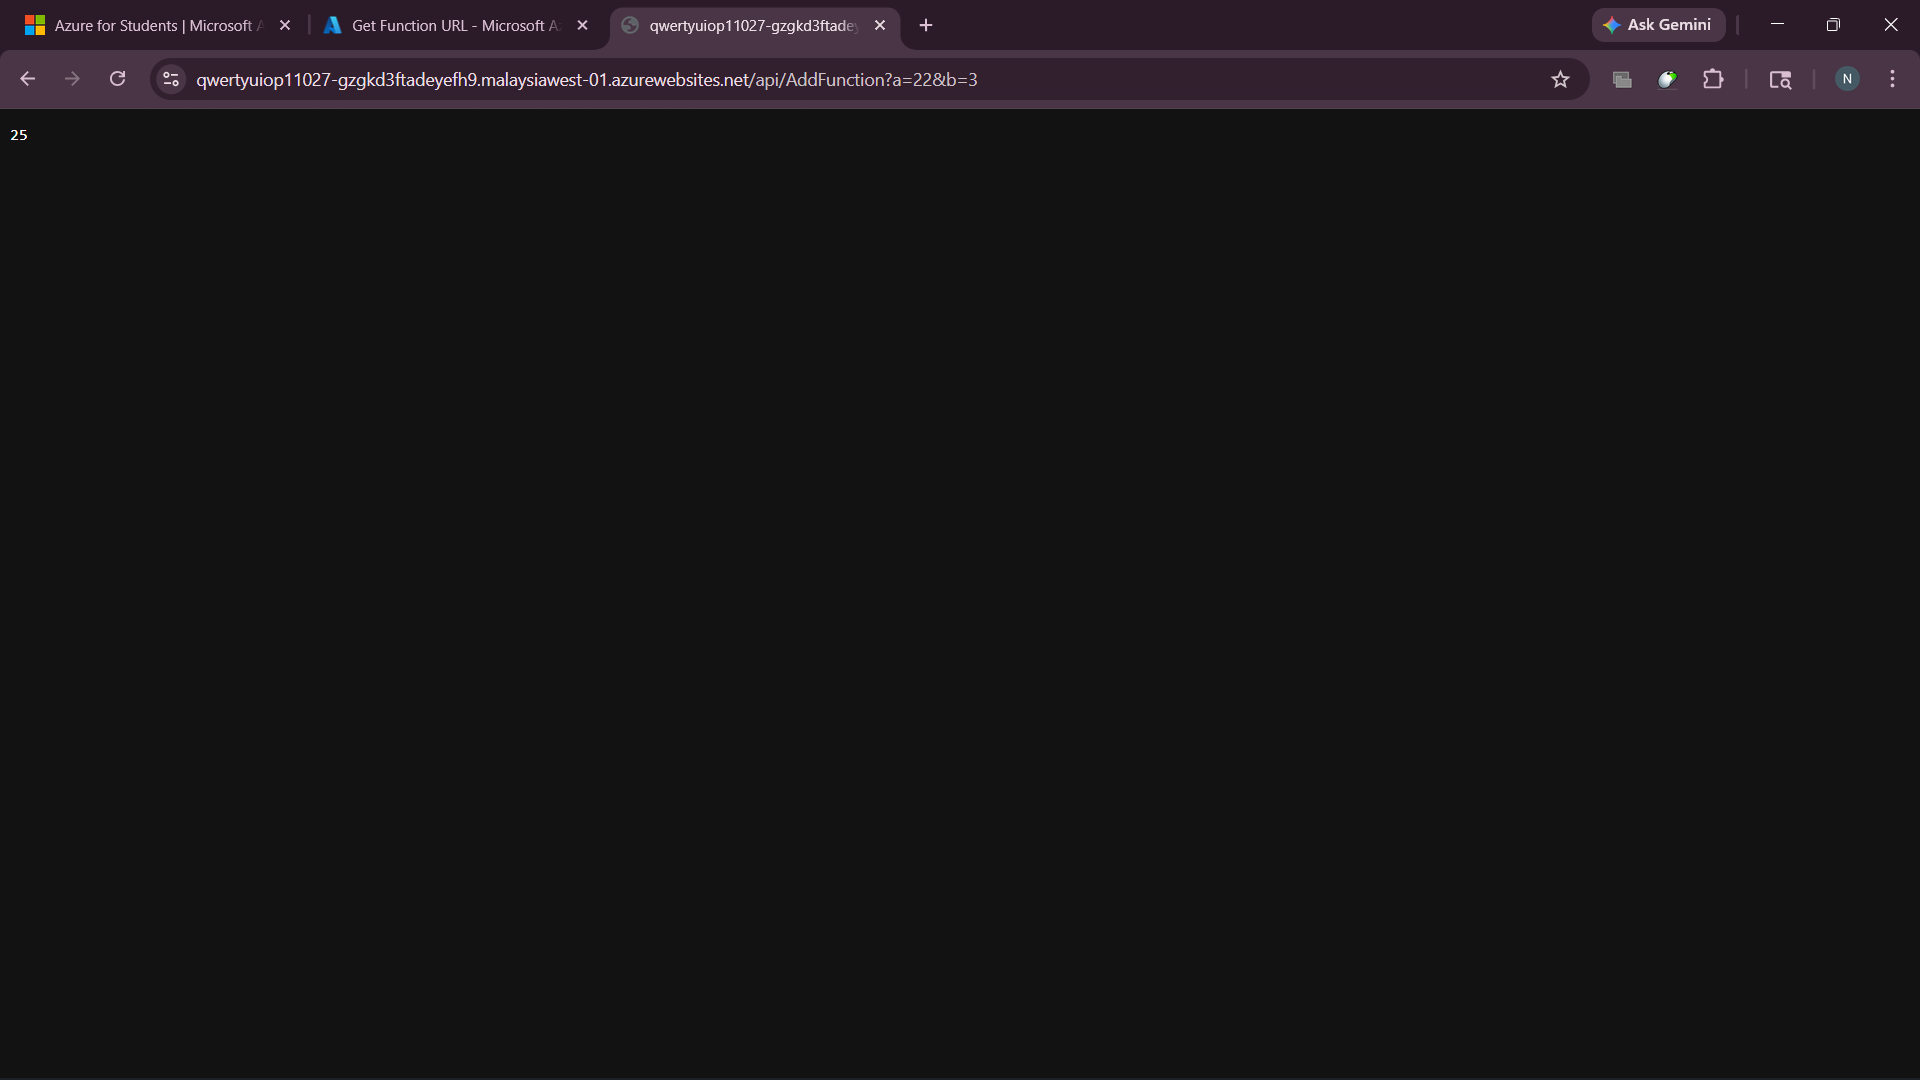 Azure for Students | Microsoft A
Get Function URL - Microsoft A
qwertyuiop11027-gzgkd3ftadey
Ask Gemini
qwertyuiop11027-gzgkd3ftadeyefh9.malaysiawest-01.azurewebsites.net/api/AddFunction?a=22&b=3
N
25